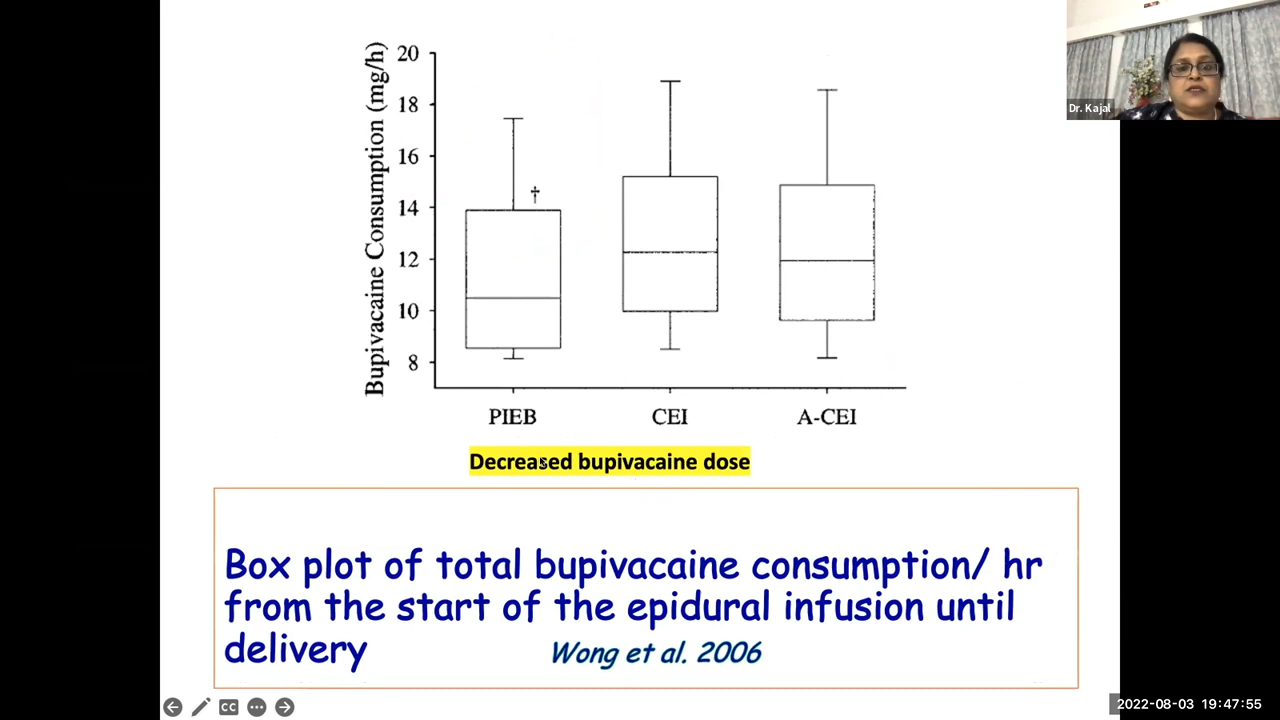 Bupivacaine Consumption (mg/h)
20
18
16
14
12
10
8
†
PIEB CEI A-CEI
Decreased bupivacaine dose
Box plot of total bupivacaine consumption/ hr
from the start of the epidural infusion until
delivery Wong et al. 2006
Dr. Kajal
CC
2022-08-03 19:47:55